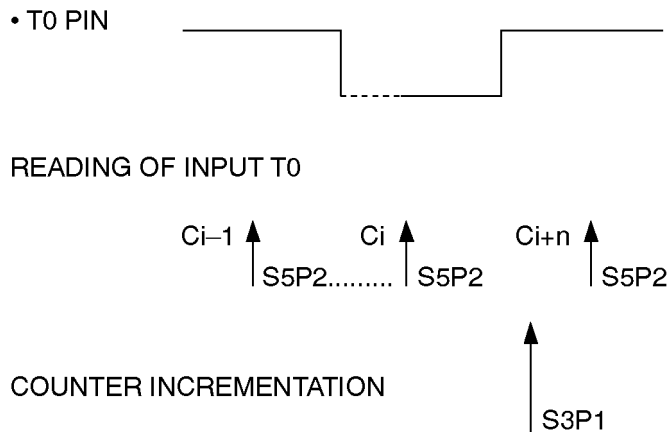 • T0 PIN
READING OF INPUT T0
Ci–1 Ci Ci+n
S5P2......... S5P2 S5P2
COUNTER INCREMENTATION
S3P1